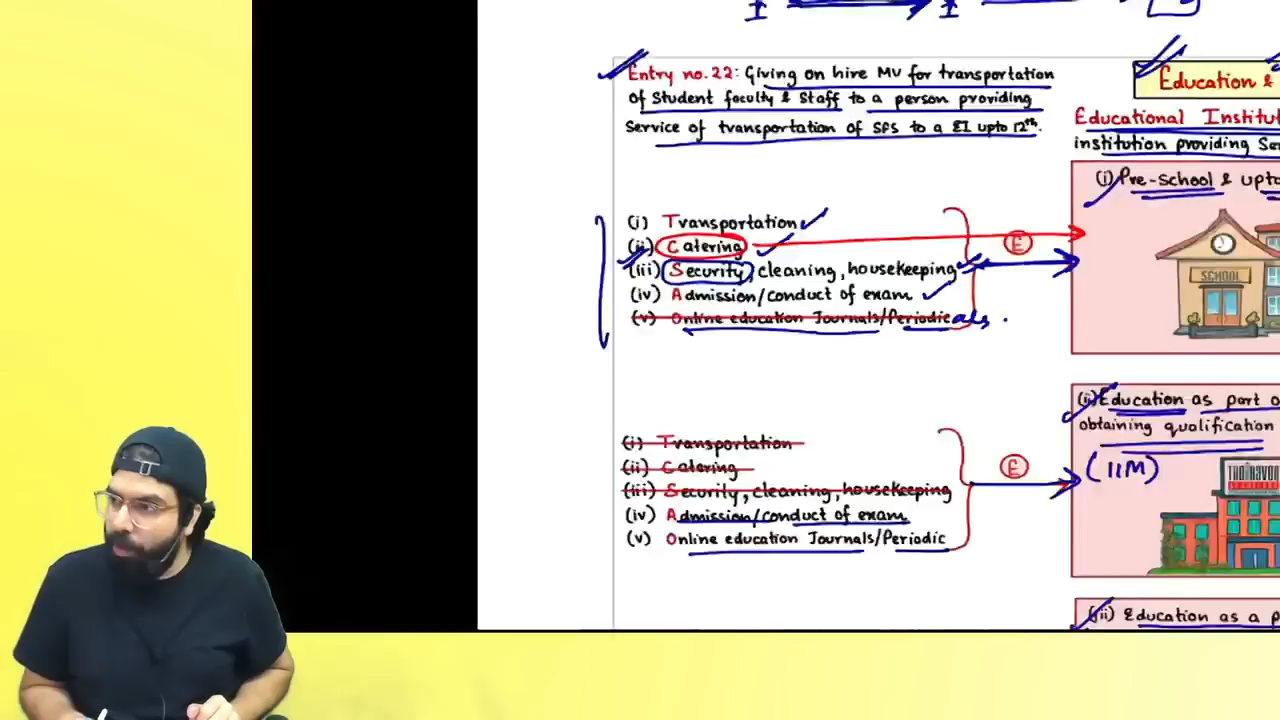 Entry no.22: Giving on hire MV for transportation
of Student faculty & Staff to a person providing
Service of transportation of SFS to a EI upto 12th.
(i) Transportation
(ii) Catering
(iii) Security, cleaning, housekeeping
(iv) Admission/conduct of exam
(v) Online education Journals/Periodicals.
E
(i) Transportation
(ii) Catering
(iii) Security, cleaning, housekeeping
(iv) Admission/conduct of exam
(v) Online education Journals/Periodic
E
Education &
Educational Institut
institution providing Se
(i) Pre-School & upto
SCHOOL
(ii) Education as part o
obtaining qualification
(IIM)
(iii) Education as a p